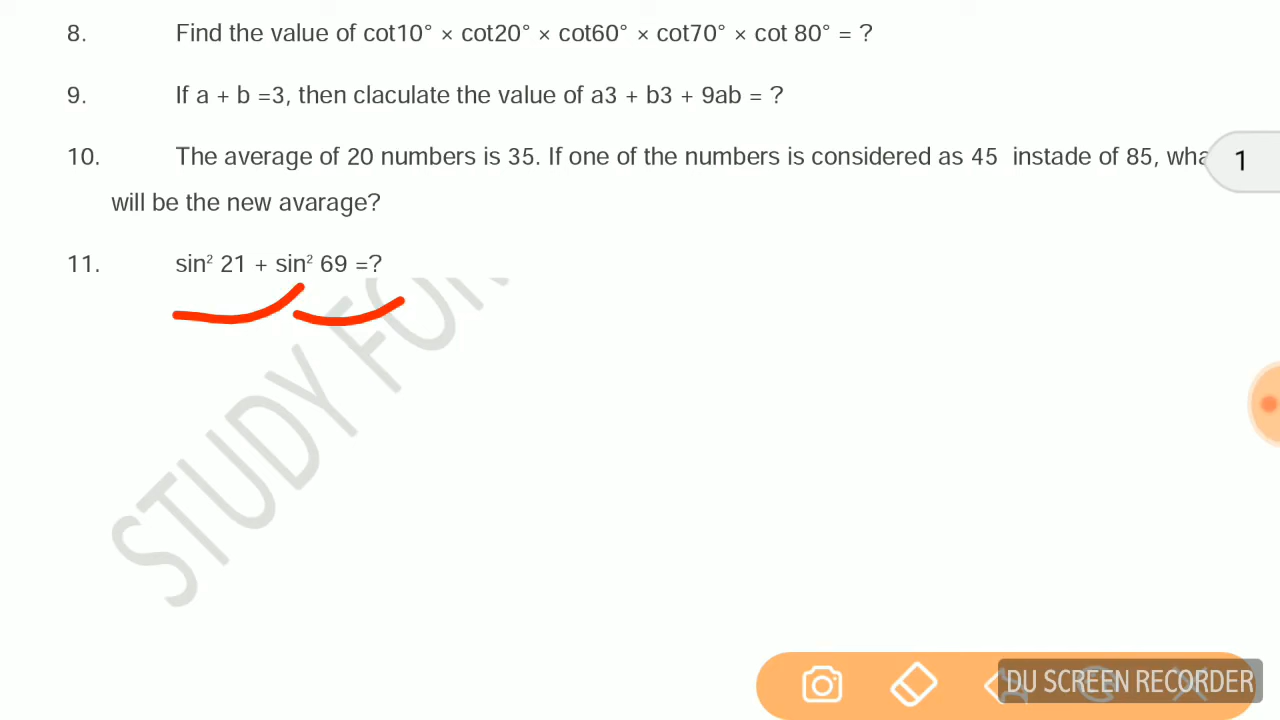 8. Find the value of cot10° × cot20° × cot60° × cot70° × cot 80° = ?
9. If a + b =3, then claculate the value of a3 + b3 + 9ab = ?
10. The average of 20 numbers is 35. If one of the numbers is considered as 45 instade of 85,
1
will be the new avarage?
11. sin² 21 + sin² 69 =?
STUDY
DU SCREEN RECORDER